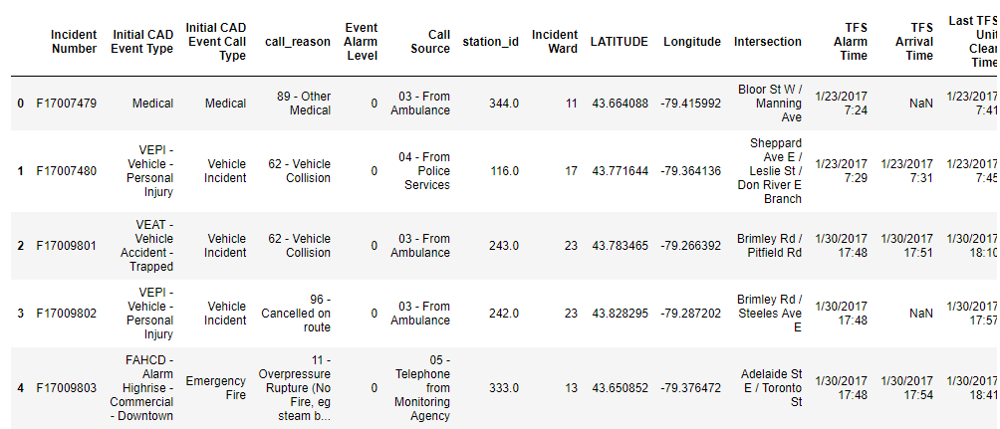 Incident Number Initial CAD Event Type Initial CAD Event Call Type call_reason Event Alarm Level Call Source station_id Incident Ward LATITUDE Longitude Intersection TFS Alarm Time TFS Arrival Time Last TFS Unit Clear Time
0 F17007479 Medical Medical 89 - Other Medical 0 03 - From Ambulance 344.0 11 43.664088 -79.415992 Bloor St W / Manning Ave 1/23/2017 7:24 NaN 1/23/2017 7:41
1 F17007480 VEPI - Vehicle - Personal Injury Vehicle Incident 62 - Vehicle Collision 0 04 - From Police Services 116.0 17 43.771644 -79.364136 Sheppard Ave E / Leslie St / Don River E Branch 1/23/2017 7:29 1/23/2017 7:31 1/23/2017 7:45
2 F17009801 VEAT - Vehicle Accident - Trapped Vehicle Incident 62 - Vehicle Collision 0 03 - From Ambulance 243.0 23 43.783465 -79.266392 Brimley Rd / Pitfield Rd 1/30/2017 17:48 1/30/2017 17:51 1/30/2017 18:10
3 F17009802 VEPI - Vehicle - Personal Injury Vehicle Incident 96 - Cancelled on route 0 03 - From Ambulance 242.0 23 43.828295 -79.287202 Brimley Rd / Steeles Ave E 1/30/2017 17:48 NaN 1/30/2017 17:57
4 F17009803 FAHCD - Alarm Highrise - Commercial - Downtown Emergency Fire 11 - Overpressure Rupture (No Fire, eg steam b... 0 05 - Telephone from Monitoring Agency 333.0 13 43.650852 -79.376472 Adelaide St E / Toronto St 1/30/2017 17:48 1/30/2017 17:54 1/30/2017 18:41